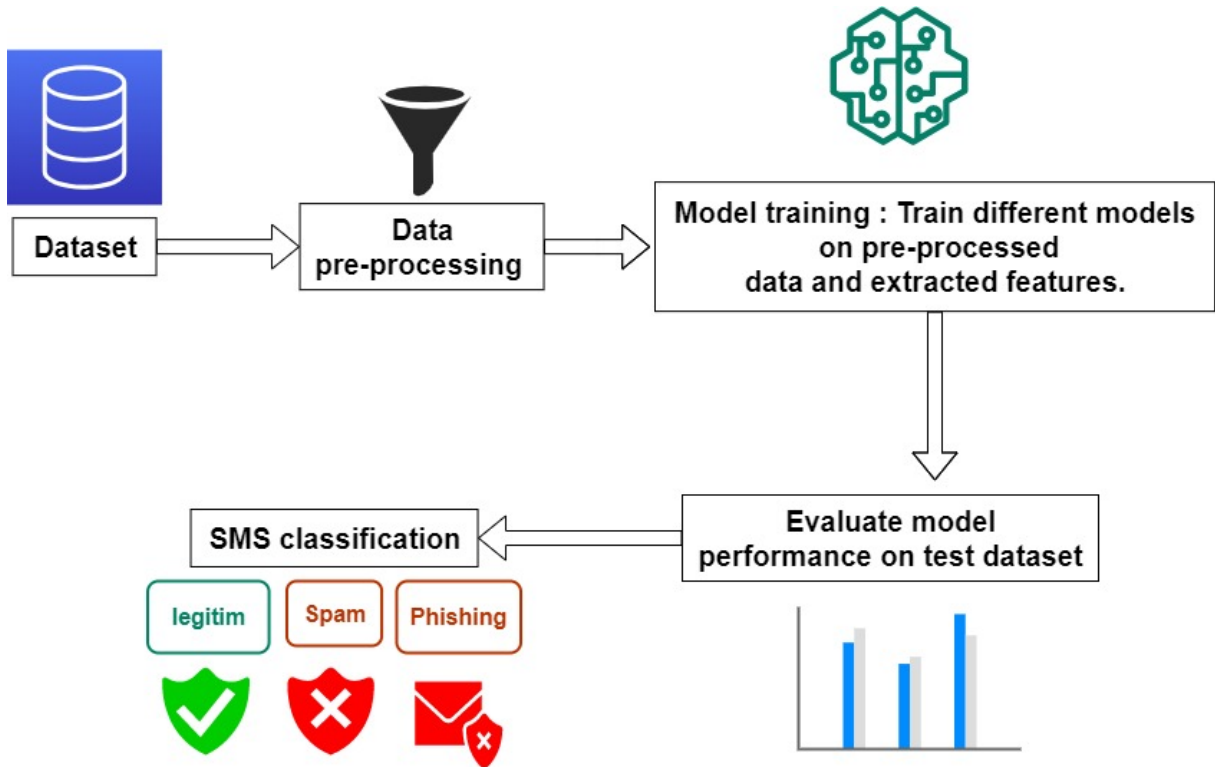 Dataset
Data
pre-processing
Model training : Train different models
on pre-processed
data and extracted features.
Evaluate model
performance on test dataset
SMS classification
legitim
Spam
Phishing